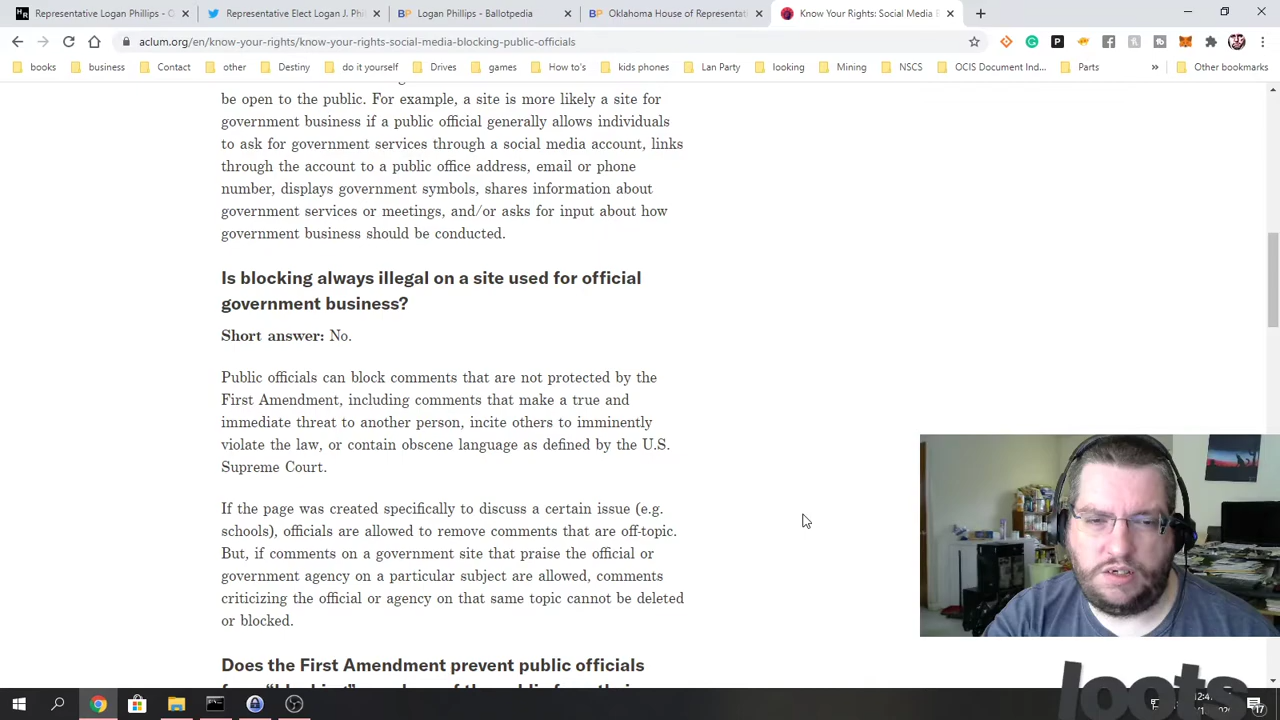 Representative Logan Phillips - O
Representative Elect Logan J. Phil
Logan Phillips - Ballotpedia
Oklahoma House of Representati
Know Your Rights: Social Media B
aclum.org/en/know-your-rights/know-your-rights-social-media-blocking-public-officials
books business Contact other Destiny do it yourself Drives games How to's kids phones Lan Party looking Mining NSCS OCIS Document Ind... Parts » Other bookmarks
be open to the public. For example, a site is more likely a site for
government business if a public official generally allows individuals
to ask for government services through a social media account, links
through the account to a public office address, email or phone
number, displays government symbols, shares information about
government services or meetings, and/or asks for input about how
government business should be conducted.
Is blocking always illegal on a site used for official
government business?
Short answer: No.
Public officials can block comments that are not protected by the
First Amendment, including comments that make a true and
immediate threat to another person, incite others to imminently
violate the law, or contain obscene language as defined by the U.S.
Supreme Court.
If the page was created specifically to discuss a certain issue (e.g.
schools), officials are allowed to remove comments that are off-topic.
But, if comments on a government site that praise the official or
government agency on a particular subject are allowed, comments
criticizing the official or agency on that same topic cannot be deleted
or blocked.
Does the First Amendment prevent public officials
loots